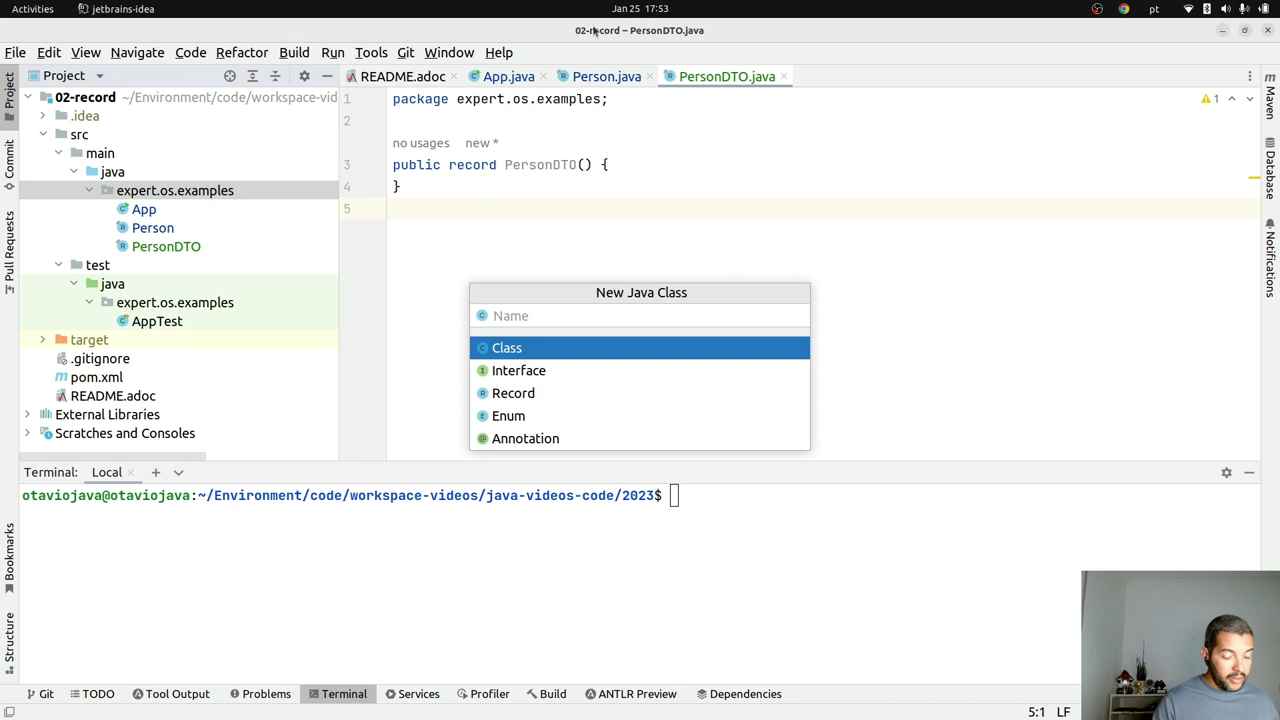 Activities
jetbrains-idea
Jan 25 17:53
pt
02-record – PersonDTO.java
File Edit View Navigate Code Refactor Build Run Tools Git Window Help
Project
README.adoc
App.java
Person.java
PersonDTO.java
02-record ~/Environment/code/workspace-vid
.idea
src
main
java
expert.os.examples
App
Person
PersonDTO
test
java
expert.os.examples
AppTest
target
.gitignore
pom.xml
README.adoc
External Libraries
Scratches and Consoles
1 package expert.os.examples;
2
no usages new *
3 public record PersonDTO() {
4 }
5
1
New Java Class
Name
Class
Interface
Record
Enum
Annotation
Project
Commit
Pull Requests
Bookmarks
Structure
Maven
Database
Notifications
Terminal: Local
otaviojava@otaviojava:~/Environment/code/workspace-videos/java-videos-code/2023$
Git TODO Tool Output Problems Terminal Services Profiler Build ANTLR Preview Dependencies
5:1 LF